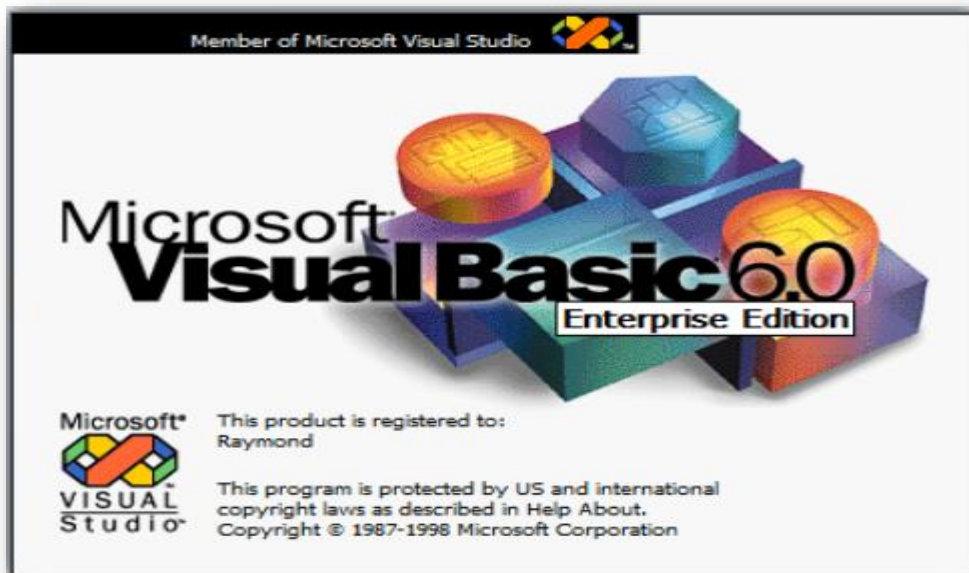 Member of Microsoft Visual Studio
Microsoft
Visual Basic 6.0
Enterprise Edition
Microsoft®
VISUAL
Studio™
This product is registered to:
Raymond
This program is protected by US and international
copyright laws as described in Help About.
Copyright © 1987-1998 Microsoft Corporation